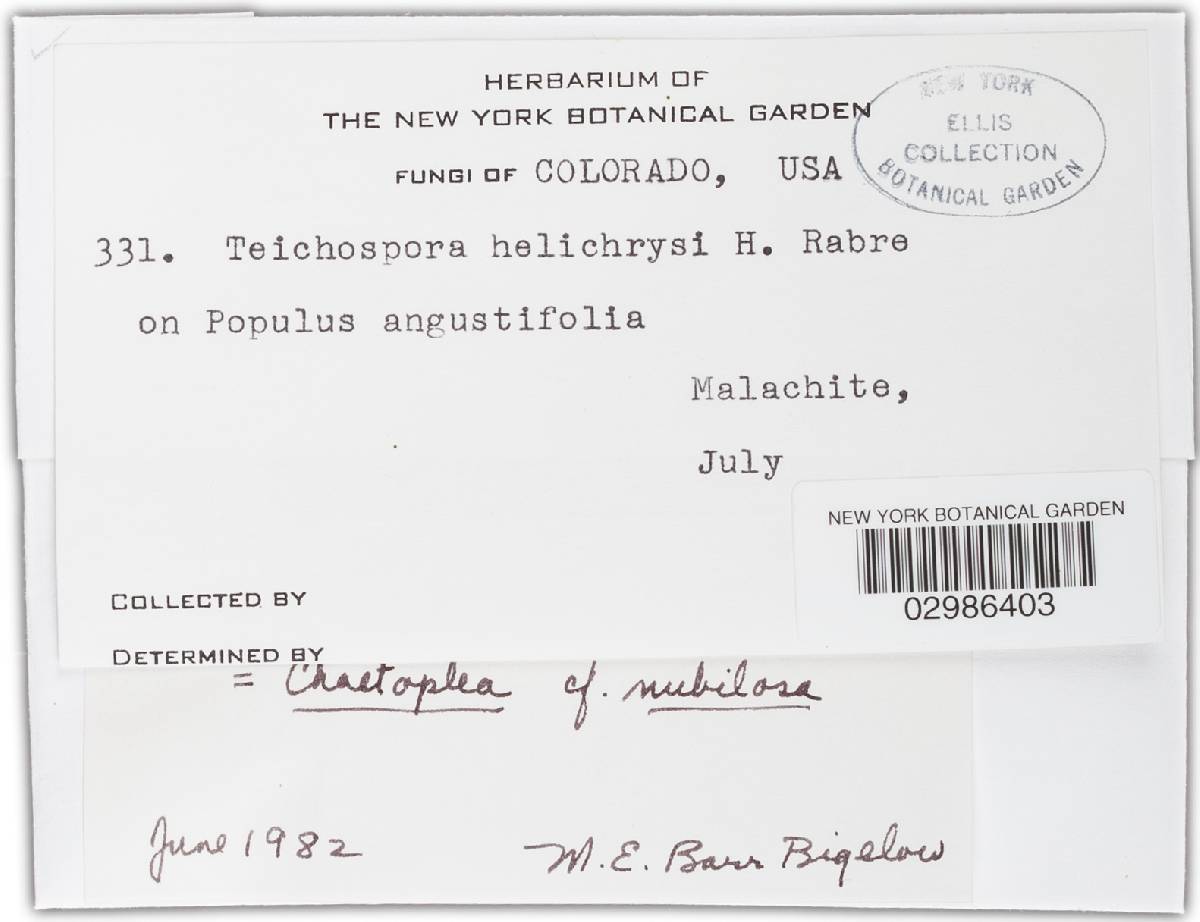 HERBARIUM OF
THE NEW YORK BOTANICAL GARDEN
FUNGI OF COLORADO, USA
NEW YORK
ELLIS
COLLECTION
BOTANICAL GARDEN
331. Teichospora helichrysi H. Rabre
on Populus angustifolia
Malachite,
July
NEW YORK BOTANICAL GARDEN
02986403
COLLECTED BY
DETERMINED BY
= Chaetoplea cf. nubilosa
June 1982 M. E. Barr Bigelow